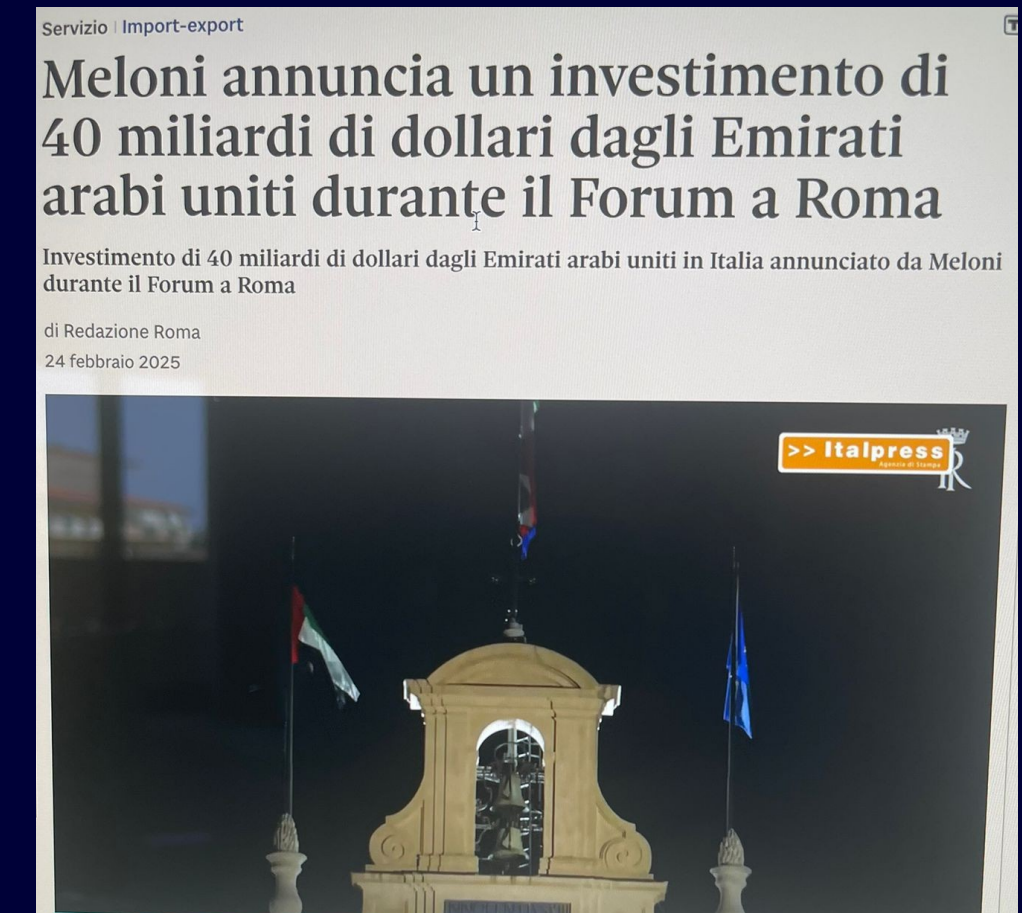 Servizio | Import-export
Meloni annuncia un investimento di
40 miliardi di dollari dagli Emirati
arabi uniti durante il Forum a Roma
Investimento di 40 miliardi di dollari dagli Emirati arabi uniti in Italia annunciato da Meloni
durante il Forum a Roma
di Redazione Roma
24 febbraio 2025
>> Italpress
Agenzia di Stampa